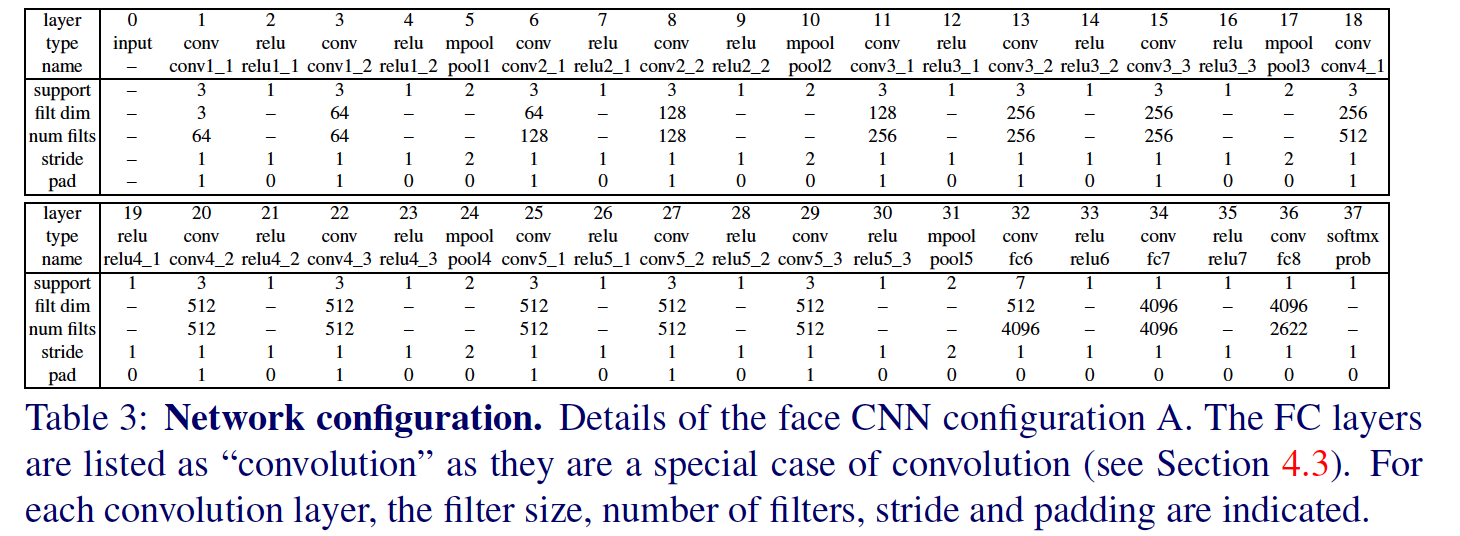 layer 0 1 2 3 4 5 6 7 8 9 10 11 12 13 14 15 16 17 18
type input conv relu conv relu mpool conv relu conv relu mpool conv relu conv relu conv relu mpool conv
name – conv1_1 relu1_1 conv1_2 relu1_2 pool1 conv2_1 relu2_1 conv2_2 relu2_2 pool2 conv3_1 relu3_1 conv3_2 relu3_2 conv3_3 relu3_3 pool3 conv4_1
support – 3 1 3 1 2 3 1 3 1 2 3 1 3 1 3 1 2 3
filt dim – 3 – 64 – – 64 – 128 – – 128 – 256 – 256 – – 256
num filts – 64 – 64 – – 128 – 128 – – 256 – 256 – 256 – – 512
stride – 1 1 1 1 2 1 1 1 1 2 1 1 1 1 1 1 2 1
pad – 1 0 1 0 0 1 0 1 0 0 1 0 1 0 1 0 0 1
layer 19 20 21 22 23 24 25 26 27 28 29 30 31 32 33 34 35 36 37
type relu conv relu conv relu mpool conv relu conv relu conv relu mpool conv relu conv relu conv softmx
name relu4_1 conv4_2 relu4_2 conv4_3 relu4_3 pool4 conv5_1 relu5_1 conv5_2 relu5_2 conv5_3 relu5_3 pool5 fc6 relu6 fc7 relu7 fc8 prob
support 1 3 1 3 1 2 3 1 3 1 3 1 2 7 1 1 1 1 1
filt dim – 512 – 512 – – 512 – 512 – 512 – – 512 – 4096 – 4096 –
num filts – 512 – 512 – – 512 – 512 – 512 – – 4096 – 4096 – 2622 –
stride 1 1 1 1 1 2 1 1 1 1 1 1 2 1 1 1 1 1 1
pad 0 1 0 1 0 0 1 0 1 0 1 0 0 0 0 0 0 0 0
Table 3: Network configuration. Details of the face CNN configuration A. The FC layers
are listed as “convolution” as they are a special case of convolution (see Section 4.3). For
each convolution layer, the filter size, number of filters, stride and padding are indicated.